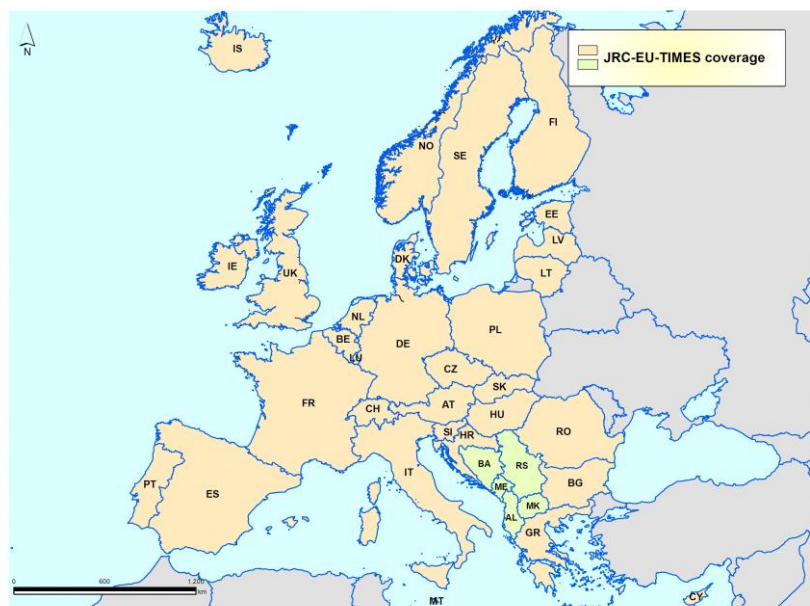 N
JRC-EU-TIMES coverage
IS
NO
SE
FI
EE
LV
LT
DK
IE
UK
NL
BE
LU
DE
PL
CZ
SK
FR
CH
AT
HU
SI
HR
RO
IT
BA
RS
ME
BG
MK
AL
GR
PT
ES
MT
CY
0 600 1.200
km